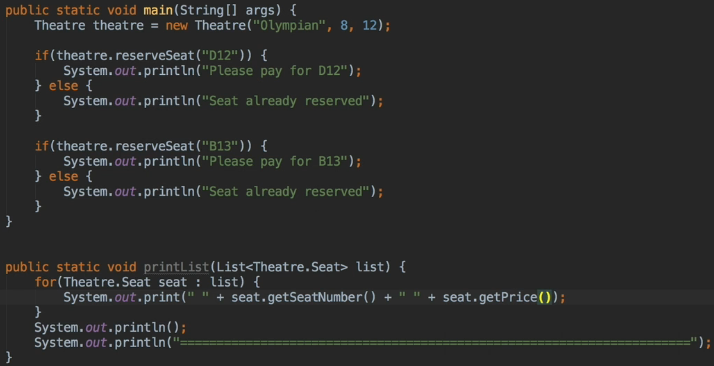 public static void main(String[] args) {
    Theatre theatre = new Theatre("Olympian", 8, 12);
    if(theatre.reserveSeat("D12")) {
        System.out.println("Please pay for D12");
    } else {
        System.out.println("Seat already reserved");
    }
    if(theatre.reserveSeat("B13")) {
        System.out.println("Please pay for B13");
    } else {
        System.out.println("Seat already reserved");
    }
}
public static void printList(List<Theatre.Seat> list) {
    for(Theatre.Seat seat : list) {
        System.out.print(" " + seat.getSeatNumber() + " " + seat.getPrice());
    }
    System.out.println();
    System.out.println("======================================================================");
}